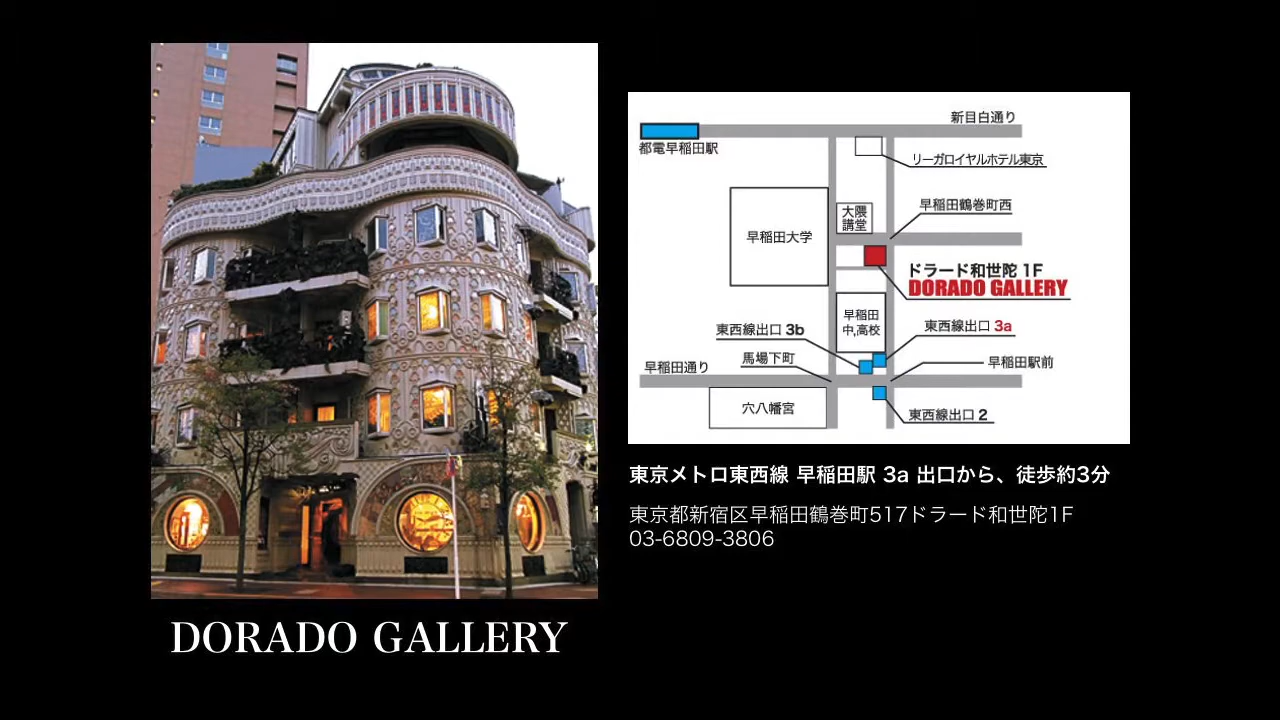 DORADO GALLERY
新目白通り
都電早稲田駅
リーガロイヤルホテル東京
早稲田鶴巻町西
大隈
講堂
早稲田大学
ドラード和世陀 1F
DORADO GALLERY
早稲田
中,高校
東西線出口 3b
東西線出口 3a
馬場下町
早稲田通り
早稲田駅前
穴八幡宮
東西線出口 2
東京メトロ東西線 早稲田駅 3a 出口から、徒歩約3分
東京都新宿区早稲田鶴巻町517ドラード和世陀1F
03-6809-3806